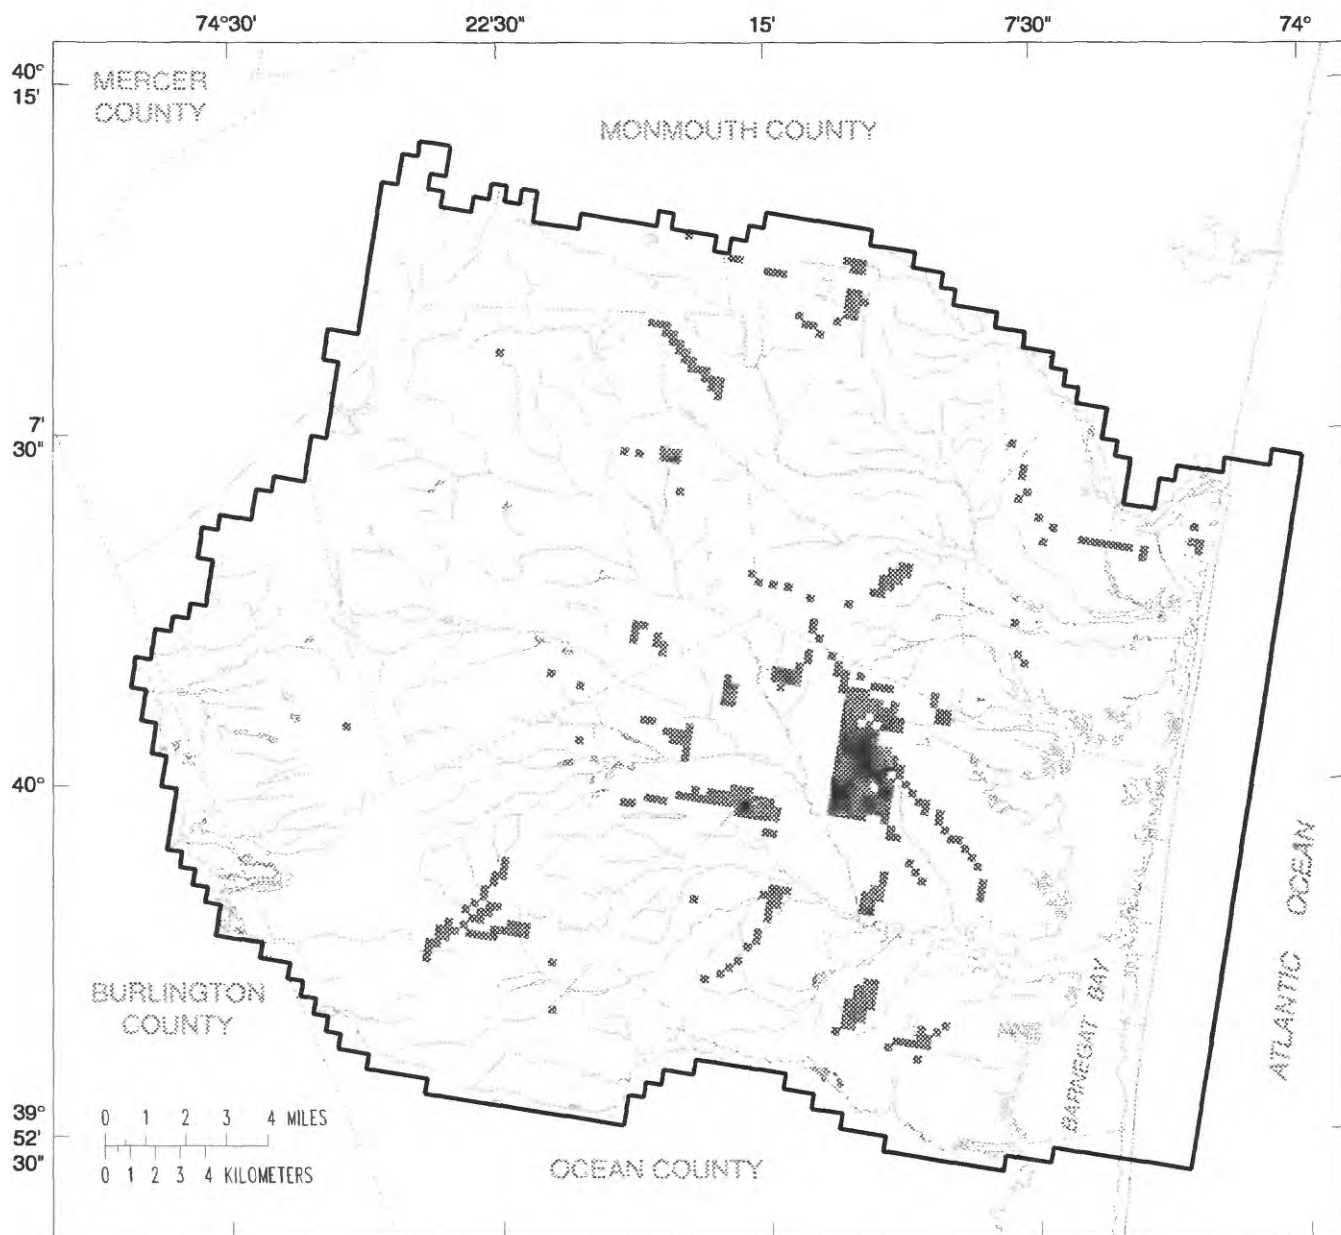 74°30' 22'30" 15' 7'30" 74°
40°
15'
MERCER
COUNTY
MONMOUTH COUNTY
7'
30"
40°
BURLINGTON
COUNTY
BARNEGAT BAY
ATLANTIC OCEAN
39°
52'
30"
0 1 2 3 4 MILES
0 1 2 3 4 KILOMETERS
OCEAN COUNTY